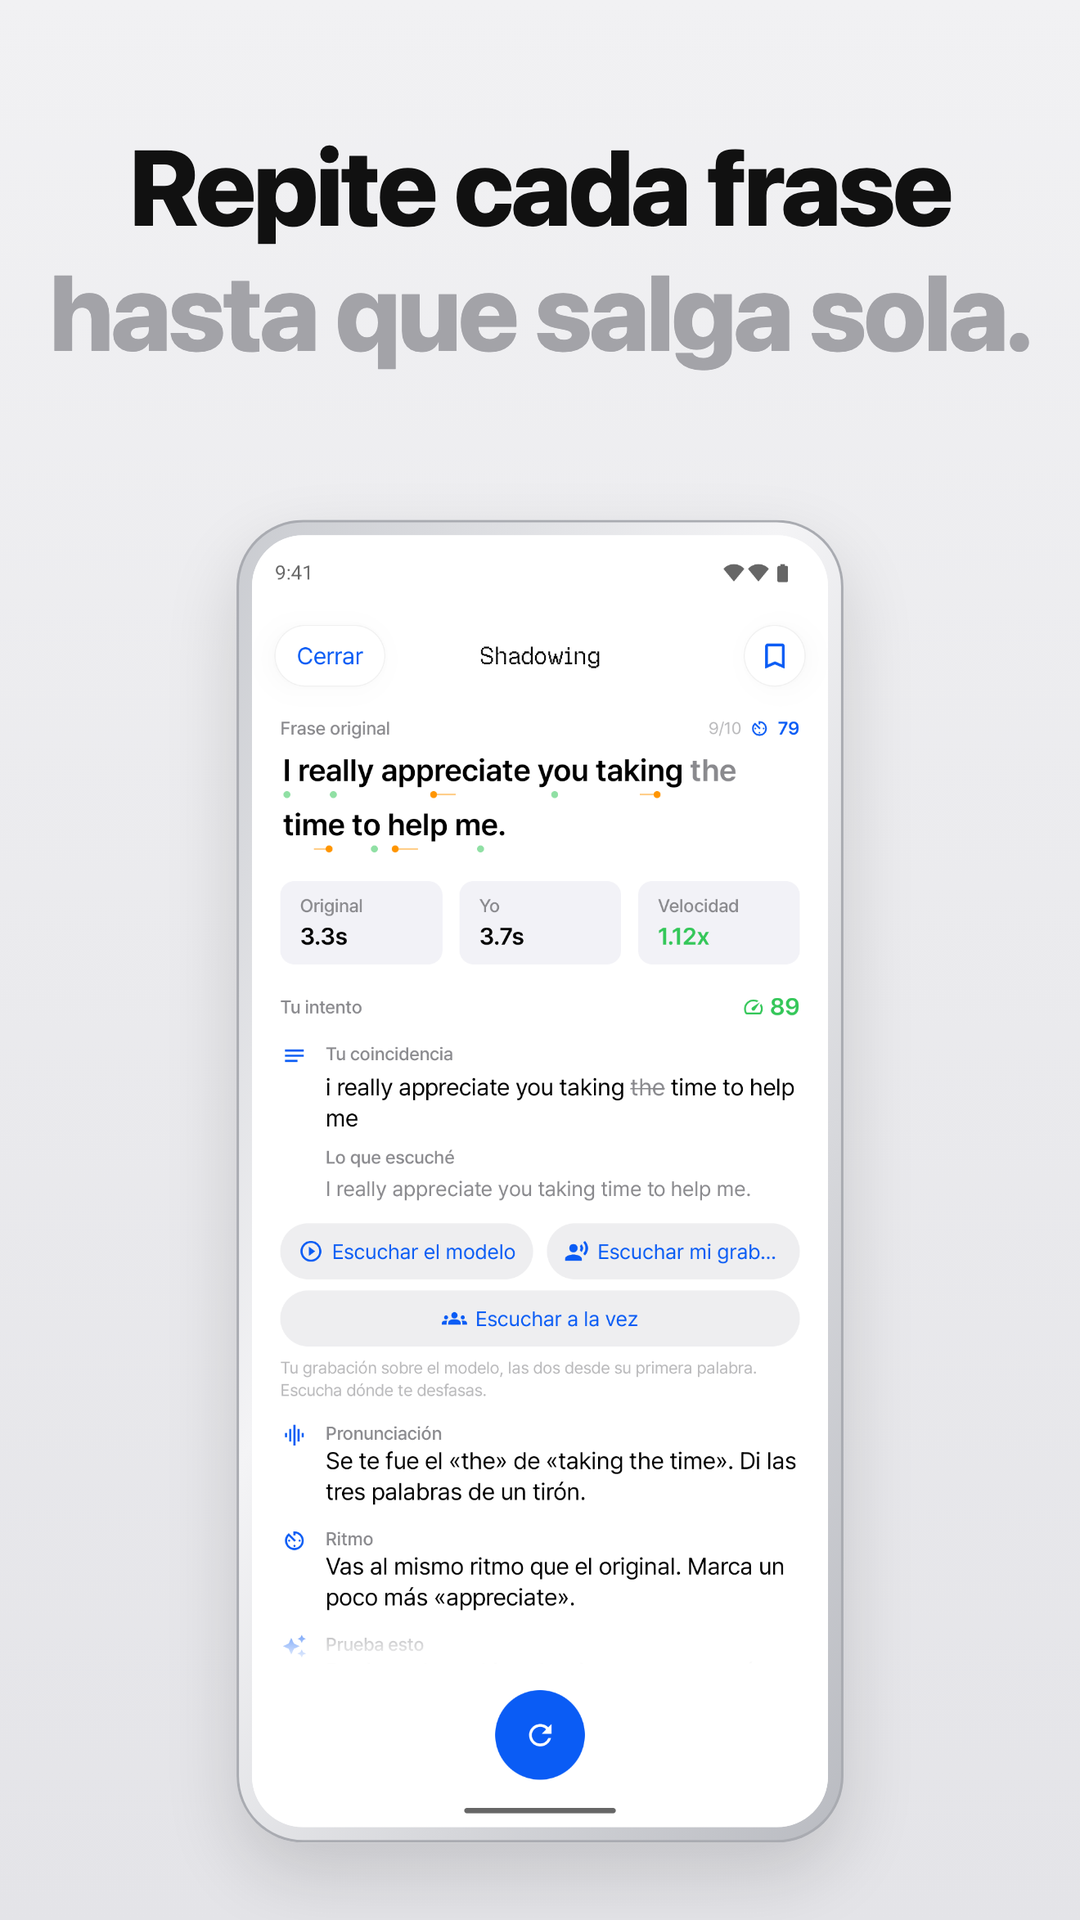 Repite cada frase
hasta que salga sola.
9:41
Cerrar
Shadowing
Frase original
9/10 79
I really appreciate you taking the
time to help me.
Original
3.3s
Yo
3.7s
Velocidad
1.12x
Tu intento
89
Tu coincidencia
i really appreciate you taking the time to help
me
Lo que escuché
I really appreciate you taking time to help me.
Escuchar el modelo
Escuchar mi grab...
Escuchar a la vez
Tu grabación sobre el modelo, las dos desde su primera palabra.
Escucha dónde te desfasas.
Pronunciación
Se te fue el «the» de «taking the time». Di las
tres palabras de un tirón.
Ritmo
Vas al mismo ritmo que el original. Marca un
poco más «appreciate».
Prueba esto